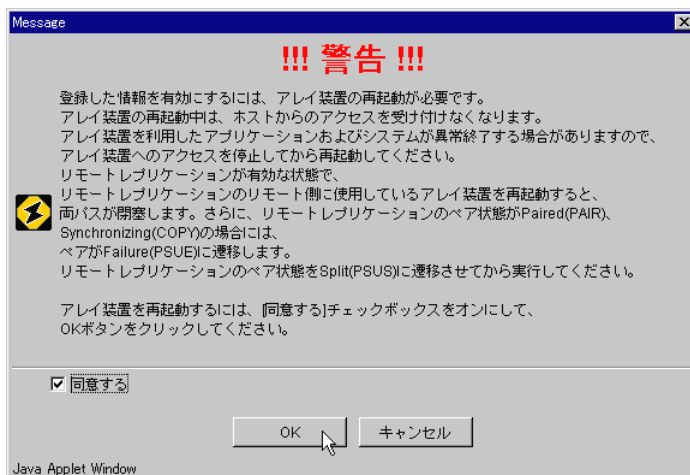 Message
!!! 警告 !!!
登録した情報を有効にするには、アレイ装置の再起動が必要です。
アレイ装置の再起動中は、ホストからのアクセスを受け付けなくなります。
アレイ装置を利用したアプリケーションおよびシステムが異常終了する場合がありますので、
アレイ装置へのアクセスを停止してから再起動してください。
リモートレプリケーションが有効な状態で、
リモートレプリケーションのリモート側に使用しているアレイ装置を再起動すると、
両パスが閉塞します。さらに、リモートレプリケーションのペア状態がPaired(PAIR)、
Synchronizing(COPY)の場合には、
ペアがFailure(PSUE)に遷移します。
リモートレプリケーションのペア状態をSplit(PSUS)に遷移させてから実行してください。
アレイ装置を再起動するには、[同意する]チェックボックスをオンにして、
OKボタンをクリックしてください。
同意する
OK キャンセル
Java Applet Window